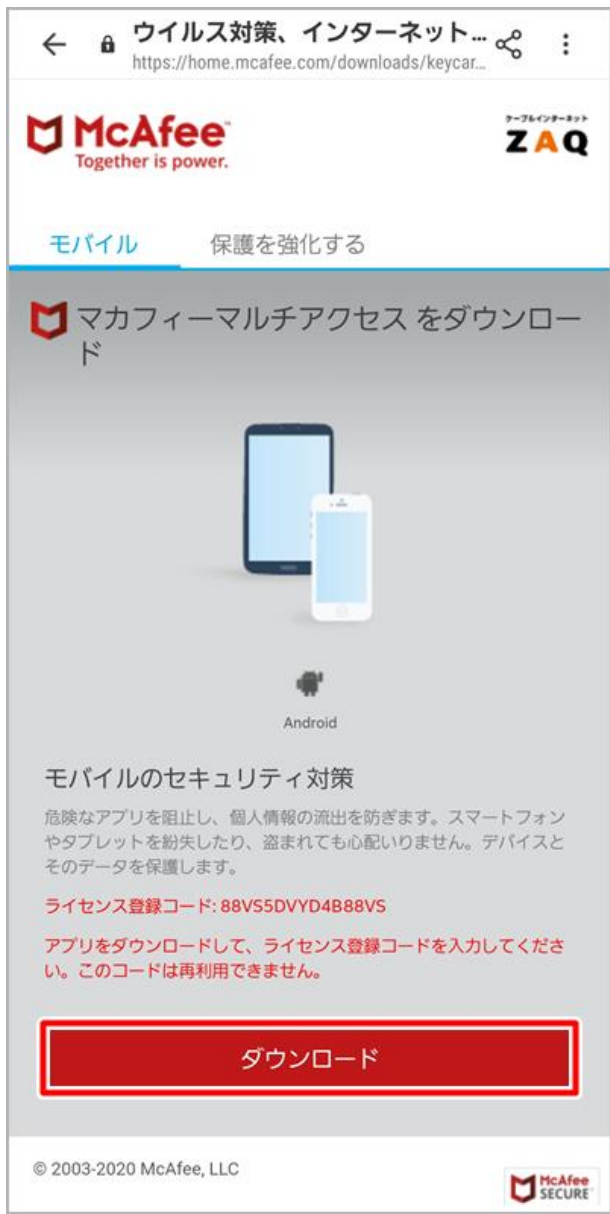 ウイルス対策、インターネット...
https://home.mcafee.com/downloads/keycar...
McAfee™
Together is power.
ケーブルインターネット
ZAQ
モバイル 保護を強化する
マカフィーマルチアクセス をダウンロー
ド
Android
モバイルのセキュリティ対策
危険なアプリを阻止し、個人情報の流出を防ぎます。スマートフォン
やタブレットを紛失したり、盗まれても心配いりません。デバイスと
そのデータを保護します。
ライセンス登録コード: 88VS5DVYD4B88VS
アプリをダウンロードして、ライセンス登録コードを入力してくださ
い。このコードは再利用できません。
ダウンロード
© 2003-2020 McAfee, LLC
McAfee
SECURE™